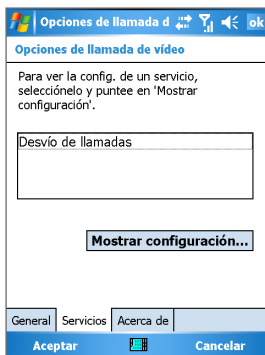 Opciones de llamada d
ok
Opciones de llamada de vídeo
Para ver la config. de un servicio,
selecciónelo y puntee en 'Mostrar
configuración'.
Desvío de llamadas
Mostrar configuración...
General Servicios Acerca de
Aceptar Cancelar